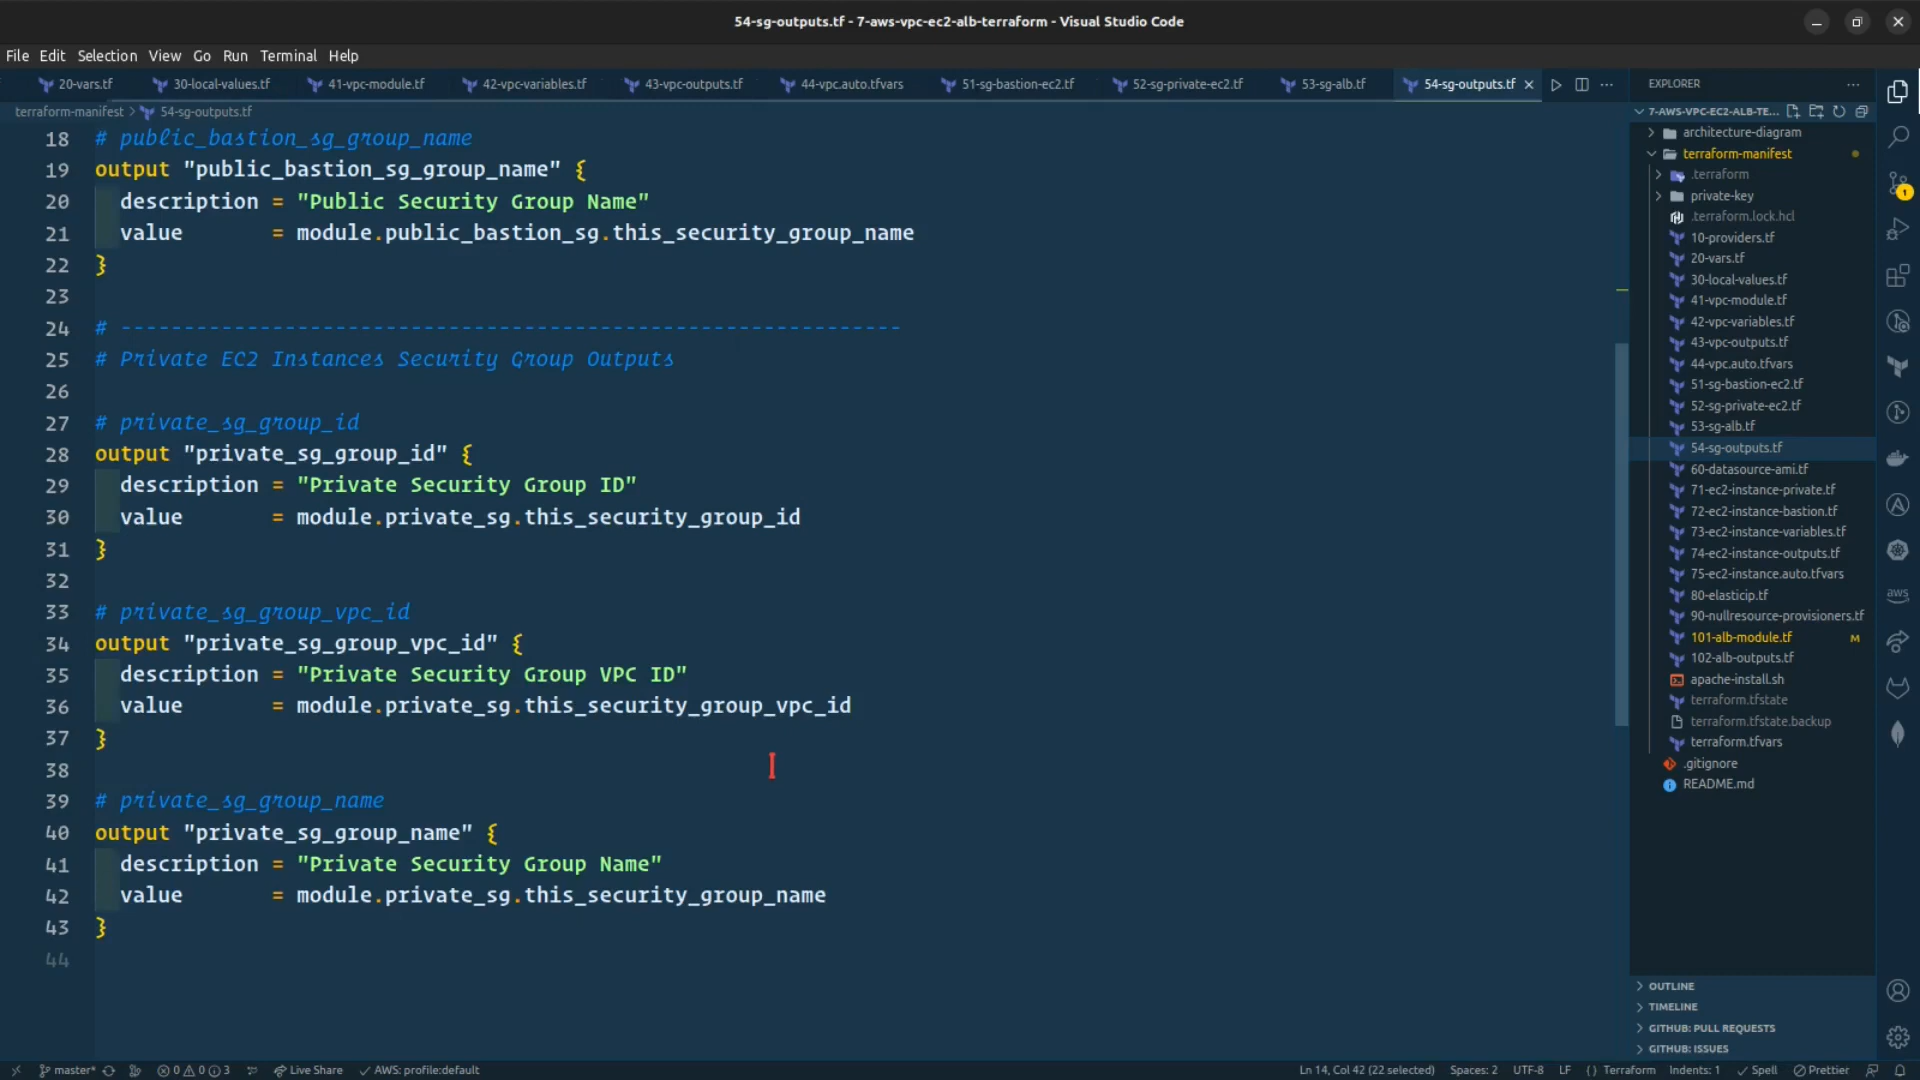 54-sg-outputs.tf - 7-aws-vpc-ec2-alb-terraform - Visual Studio Code
File Edit Selection View Go Run Terminal Help
20-vars.tf 30-local-values.tf 41-vpc-module.tf 42-vpc-variables.tf 43-vpc-outputs.tf 44-vpc.auto.tfvars 51-sg-bastion-ec2.tf 52-sg-private-ec2.tf 53-sg-alb.tf 54-sg-outputs.tf
terraform-manifest > 54-sg-outputs.tf
18 # public_bastion_sg_group_name
19 output "public_bastion_sg_group_name" {
20 description = "Public Security Group Name"
21 value = module.public_bastion_sg.this_security_group_name
22 }
23
24 # --------------------------------------------------------------
25 # Private EC2 Instances Security Group Outputs
26
27 # private_sg_group_id
28 output "private_sg_group_id" {
29 description = "Private Security Group ID"
30 value = module.private_sg.this_security_group_id
31 }
32
33 # private_sg_group_vpc_id
34 output "private_sg_group_vpc_id" {
35 description = "Private Security Group VPC ID"
36 value = module.private_sg.this_security_group_vpc_id
37 }
38
39 # private_sg_group_name
40 output "private_sg_group_name" {
41 description = "Private Security Group Name"
42 value = module.private_sg.this_security_group_name
43 }
44
EXPLORER
7-AWS-VPC-EC2-ALB-TE...
architecture-diagram
terraform-manifest
.terraform
private-key
.terraform.lock.hcl
10-providers.tf
20-vars.tf
30-local-values.tf
41-vpc-module.tf
42-vpc-variables.tf
43-vpc-outputs.tf
44-vpc.auto.tfvars
51-sg-bastion-ec2.tf
52-sg-private-ec2.tf
53-sg-alb.tf
54-sg-outputs.tf
60-datasource-ami.tf
71-ec2-instance-private.tf
72-ec2-instance-bastion.tf
73-ec2-instance-variables.tf
74-ec2-instance-outputs.tf
75-ec2-instance.auto.tfvars
80-elasticip.tf
90-nullresource-provisioners.tf
101-alb-module.tf M
102-alb-outputs.tf
apache-install.sh
terraform.tfstate
terraform.tfstate.backup
terraform.tfvars
.gitignore
README.md
OUTLINE
TIMELINE
GITHUB: PULL REQUESTS
GITHUB: ISSUES
1
aws
master* 0 0 3 Live Share AWS: profile:default Ln 14, Col 42 (22 selected) Spaces: 2 UTF-8 LF { } Terraform Indents: 1 Spell Prettier